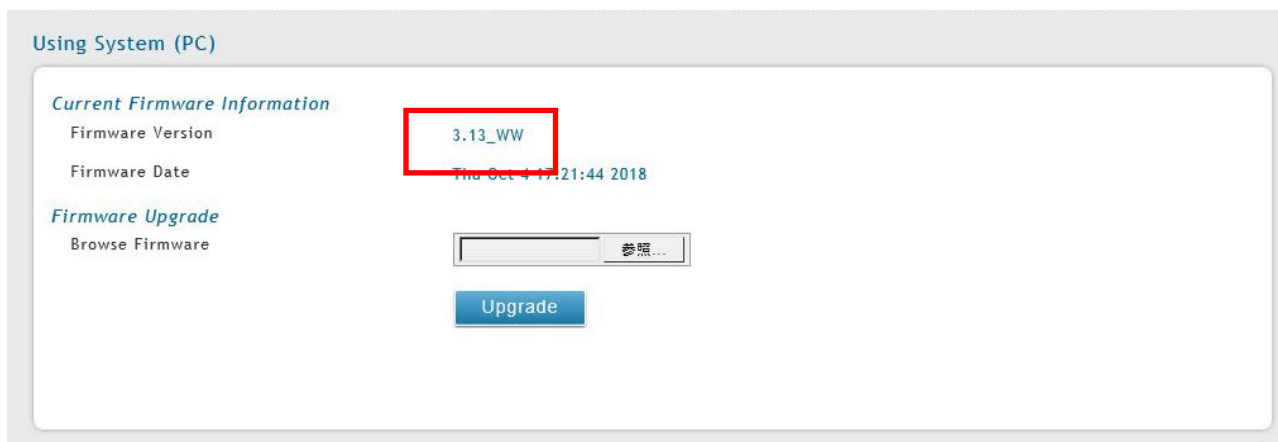 Using System (PC)
Current Firmware Information
Firmware Version 3.13_WW
Firmware Date Thu Oct 4 17:21:44 2018
Firmware Upgrade
Browse Firmware 参照...
Upgrade